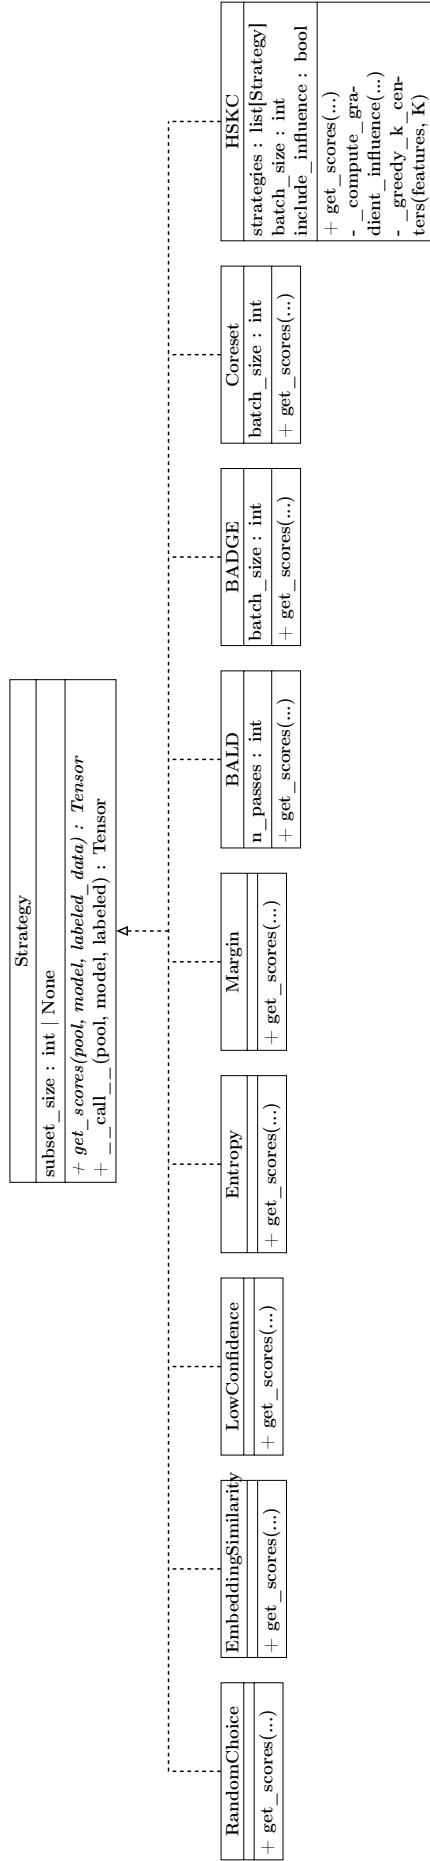 Strategy
subset_size : int | None
+ get_scores(pool, model, labeled_data) : Tensor
+ __call__(pool, model, labeled) : Tensor
RandomChoice
+ get_scores(...)
EmbeddingSimilarity
+ get_scores(...)
LowConfidence
+ get_scores(...)
Entropy
+ get_scores(...)
Margin
+ get_scores(...)
BALD
n_passes : int
+ get_scores(...)
BADGE
batch_size : int
+ get_scores(...)
Coreset
batch_size : int
+ get_scores(...)
HSKC
strategies : list[Strategy]
batch_size : int
include_influence : bool
+ get_scores(...)
- _compute_gra-
dient_influence(...)
- _greedy_k_cen-
ters(features, K)